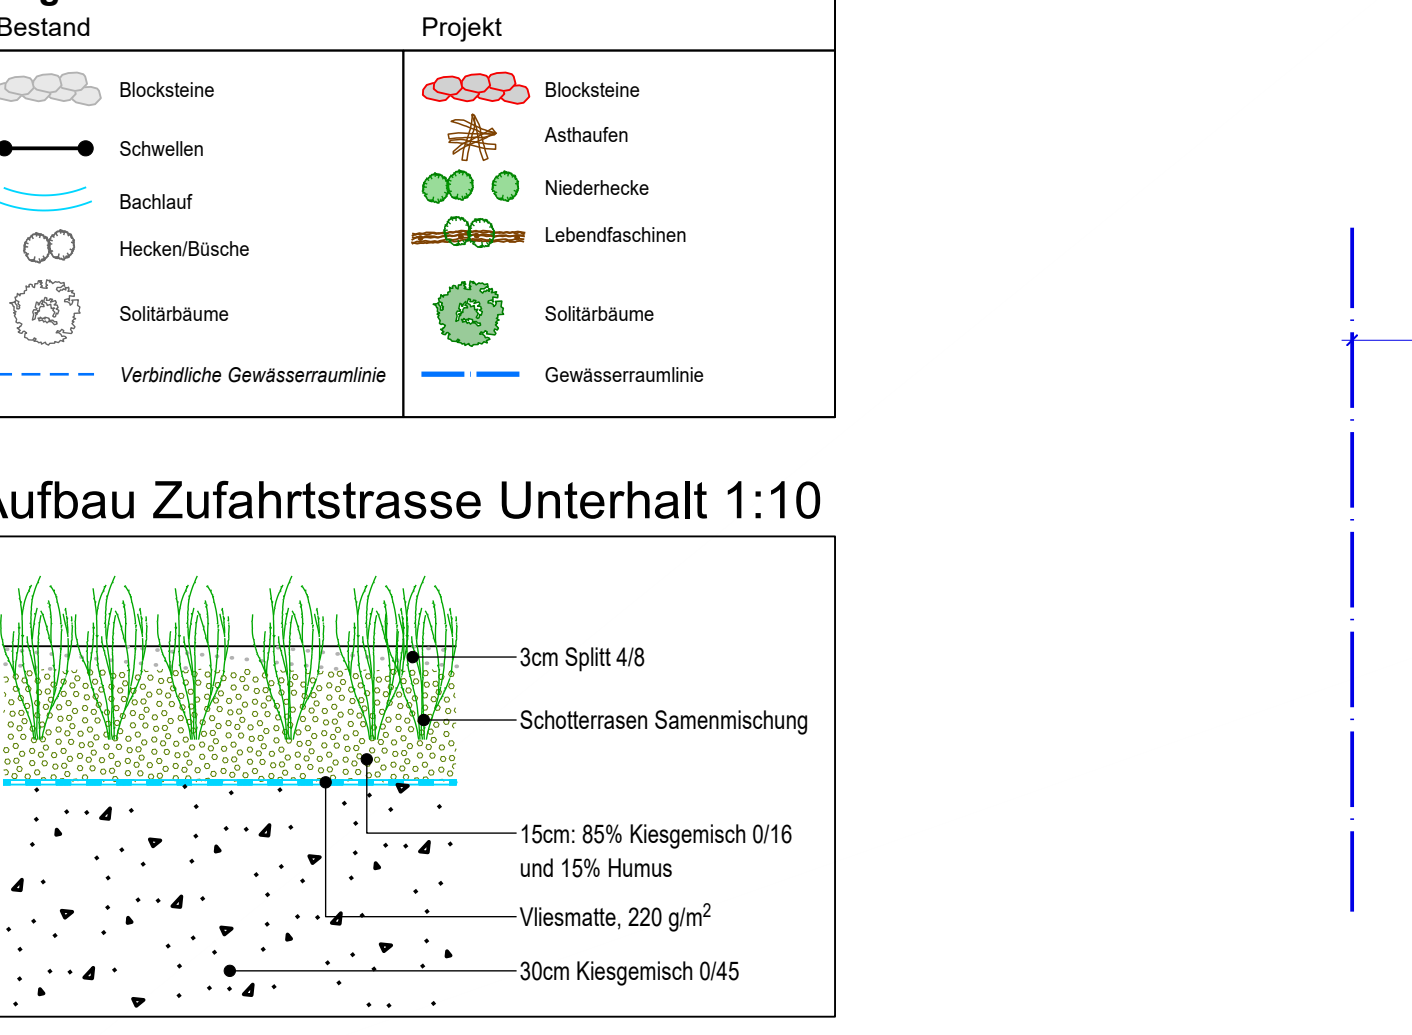 Bestand
Projekt
Blocksteine
Schwellen
Bachlauf
Hecken/Büsche
Solitärbäume
Verbindliche Gewässerraumlinie
Blocksteine
Asthaufen
Niederhecke
Lebendfaschinen
Solitärbäume
Gewässerraumlinie
Aufbau Zufahrtstrasse Unterhalt 1:10
3cm Splitt 4/8
Schotterrasen Samenmischung
15cm: 85% Kiesgemisch 0/16
und 15% Humus
Vliesmatte, 220 g/m²
30cm Kiesgemisch 0/45